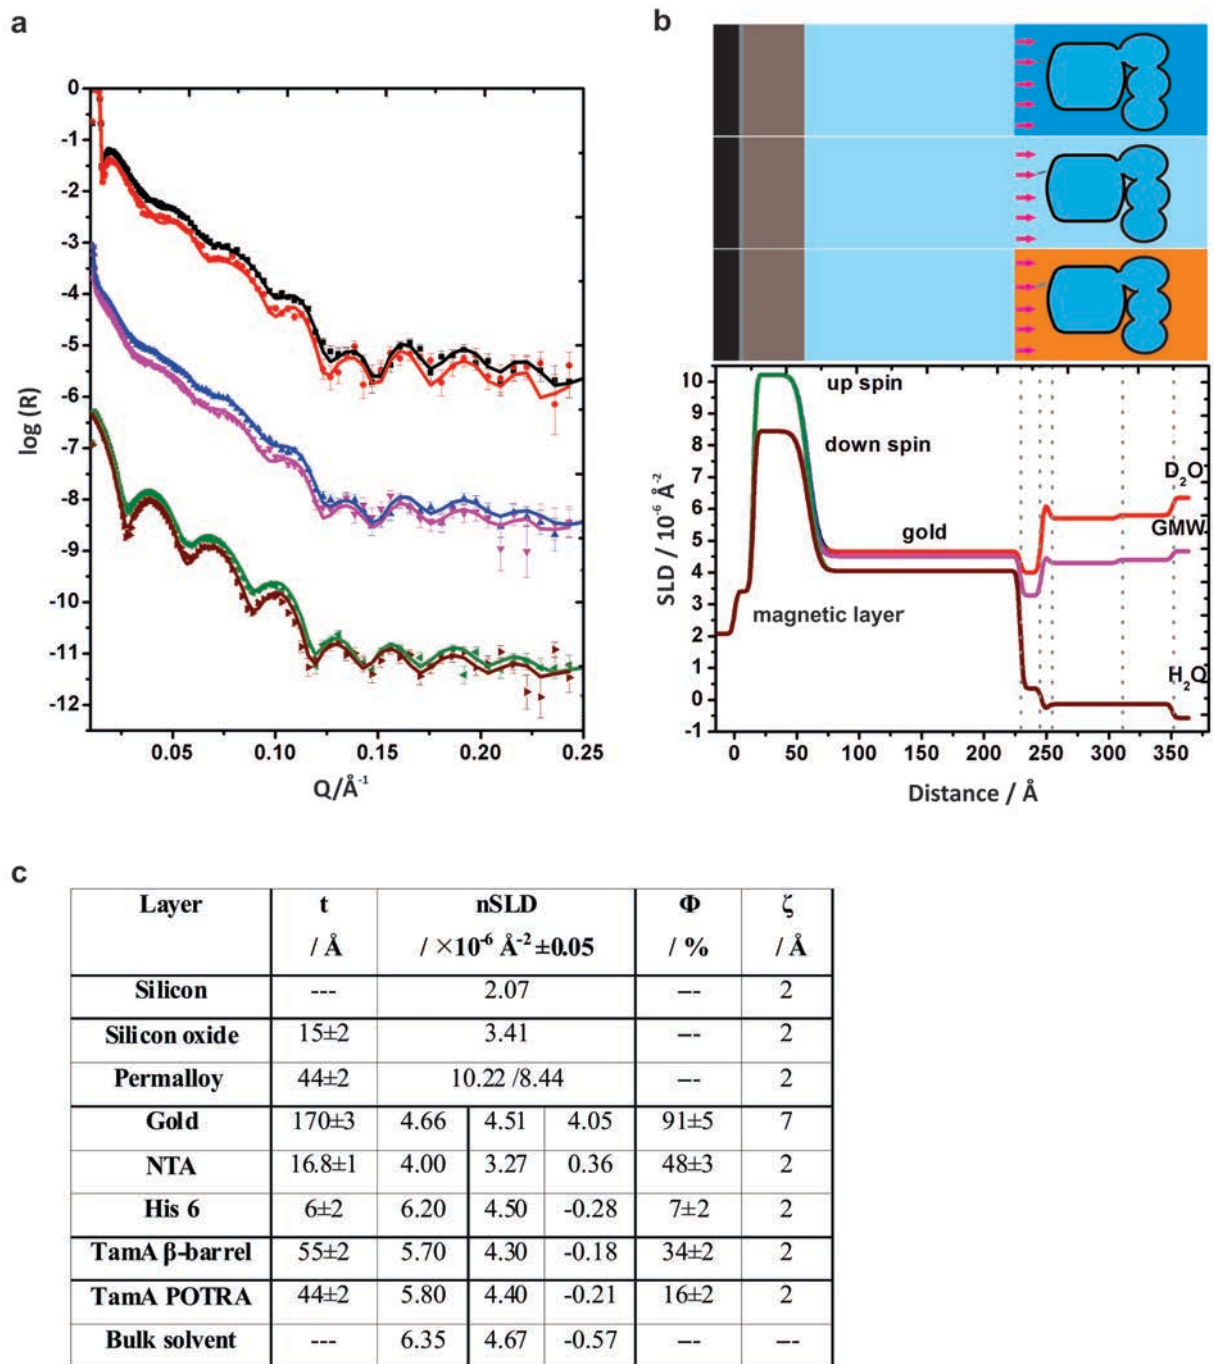 a
0
-1
-2
-3
-4
-5
-6
-7
-8
-9
-10
-11
-12
log (R)
0.05 0.10 0.15 0.20 0.25
Q/Å⁻¹
b
10
9
8
7
6
5
4
3
2
1
0
-1
SLD / 10⁻⁶ Å⁻²
up spin
down spin
gold
magnetic layer
D₂O
GMW
H₂O
0 50 100 150 200 250 300 350
Distance / Å
c
Layer t nSLD Φ ζ
/ Å / ×10⁻⁶ Å⁻² ±0.05 / % / Å
Silicon --- 2.07 --- 2
Silicon oxide 15±2 3.41 --- 2
Permalloy 44±2 10.22 /8.44 --- 2
Gold 170±3 4.66 4.51 4.05 91±5 7
NTA 16.8±1 4.00 3.27 0.36 48±3 2
His 6 6±2 6.20 4.50 -0.28 7±2 2
TamA β-barrel 55±2 5.70 4.30 -0.18 34±2 2
TamA POTRA 44±2 5.80 4.40 -0.21 16±2 2
Bulk solvent --- 6.35 4.67 -0.57 --- ---